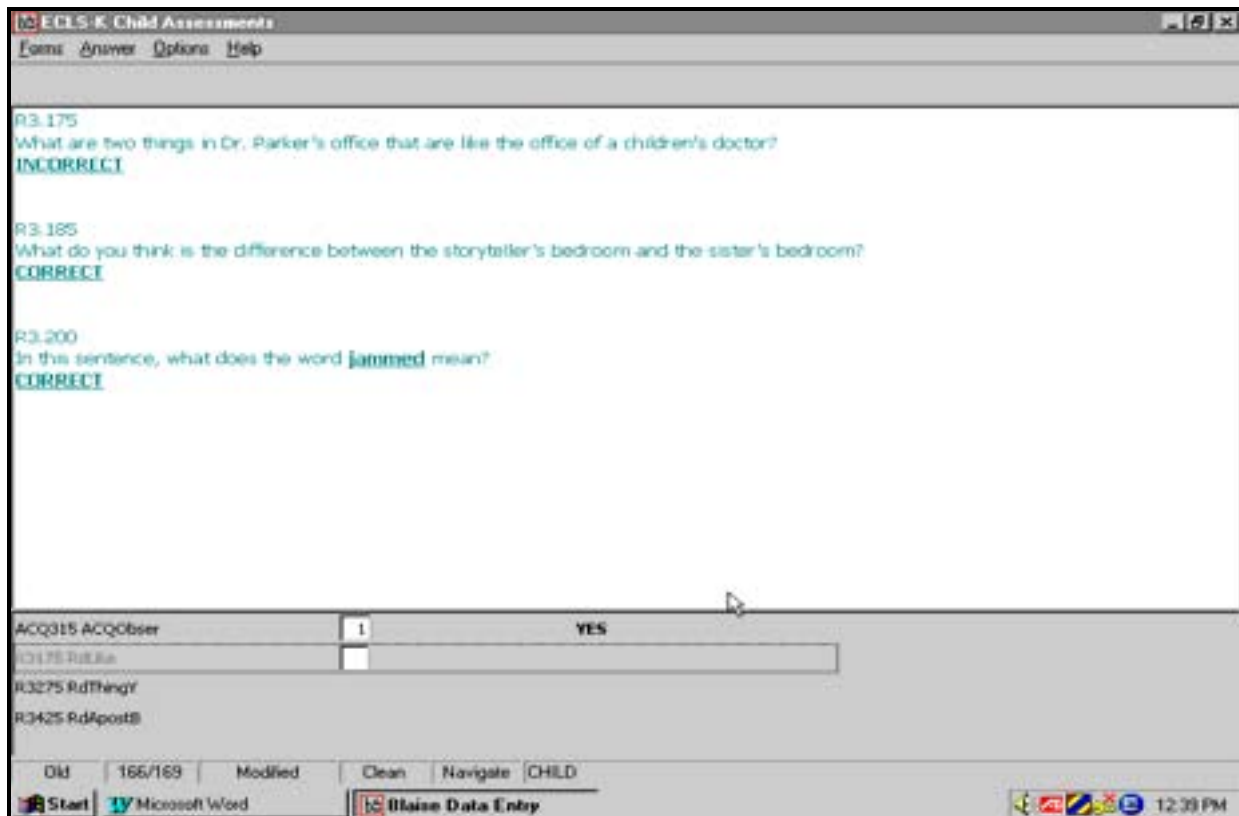 ECLS-K Child Assessments
Forms Answer Options Help
R3.175
What are two things in Dr. Parker's office that are like the office of a children's doctor?
INCORRECT
R3.185
What do you think is the difference between the storyteller's bedroom and the sister's bedroom?
CORRECT
R3.200
In this sentence, what does the word jammed mean?
CORRECT
ACQ315 ACQObser 1 YES
R3275 RdThingY
R3425 RdApostB
Old 166/169 Modified Clean Navigate CHILD
Start Microsoft Word Blaise Data Entry 12:39 PM